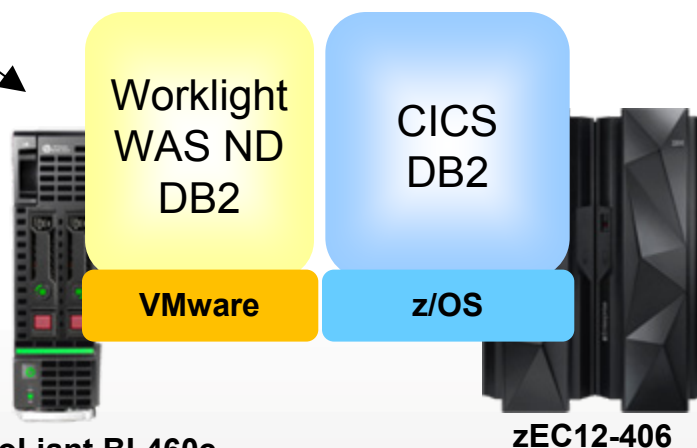 Worklight
WAS ND
DB2
CICS
DB2
VMware
z/OS
zEC12-406